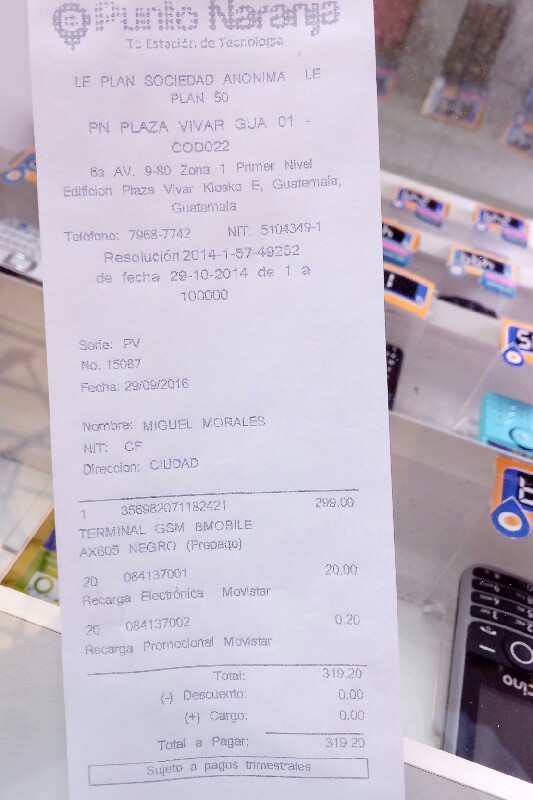 Planeta Naranja
Tu Estación de Tecnología
LE PLAN SOCIEDAD ANONIMA LE
PLAN 50
PN PLAZA VIVAR GUA 01 -
COD022
8a AV. 9-80 Zona 1 Primer Nivel
Edificion Plaza Vivar Kiosko E, Guatemala,
Guatemala
Teléfono: 7968-7742 NIT: 5104349-1
Resolución 2014-1-57-49252
de fecha 29-10-2014 de 1 a
100000
Serie: PV
No. 15087
Fecha: 29/09/2016
Nombre: MIGUEL MORALES
NIT: CF
Direccion: CIUDAD
1 356982071182421 299.00
TERMINAL GSM BMOBILE
AX605 NEGRO (Prepago)
20 084137001 20.00
Recarga Electrónica Movistar
20 084137002 0.20
Recarga Promocional Movistar
Total: 319.20
(-) Descuento: 0.00
(+) Cargo: 0.00
Total a Pagar: 319.20
Sujeto a pagos trimestrales